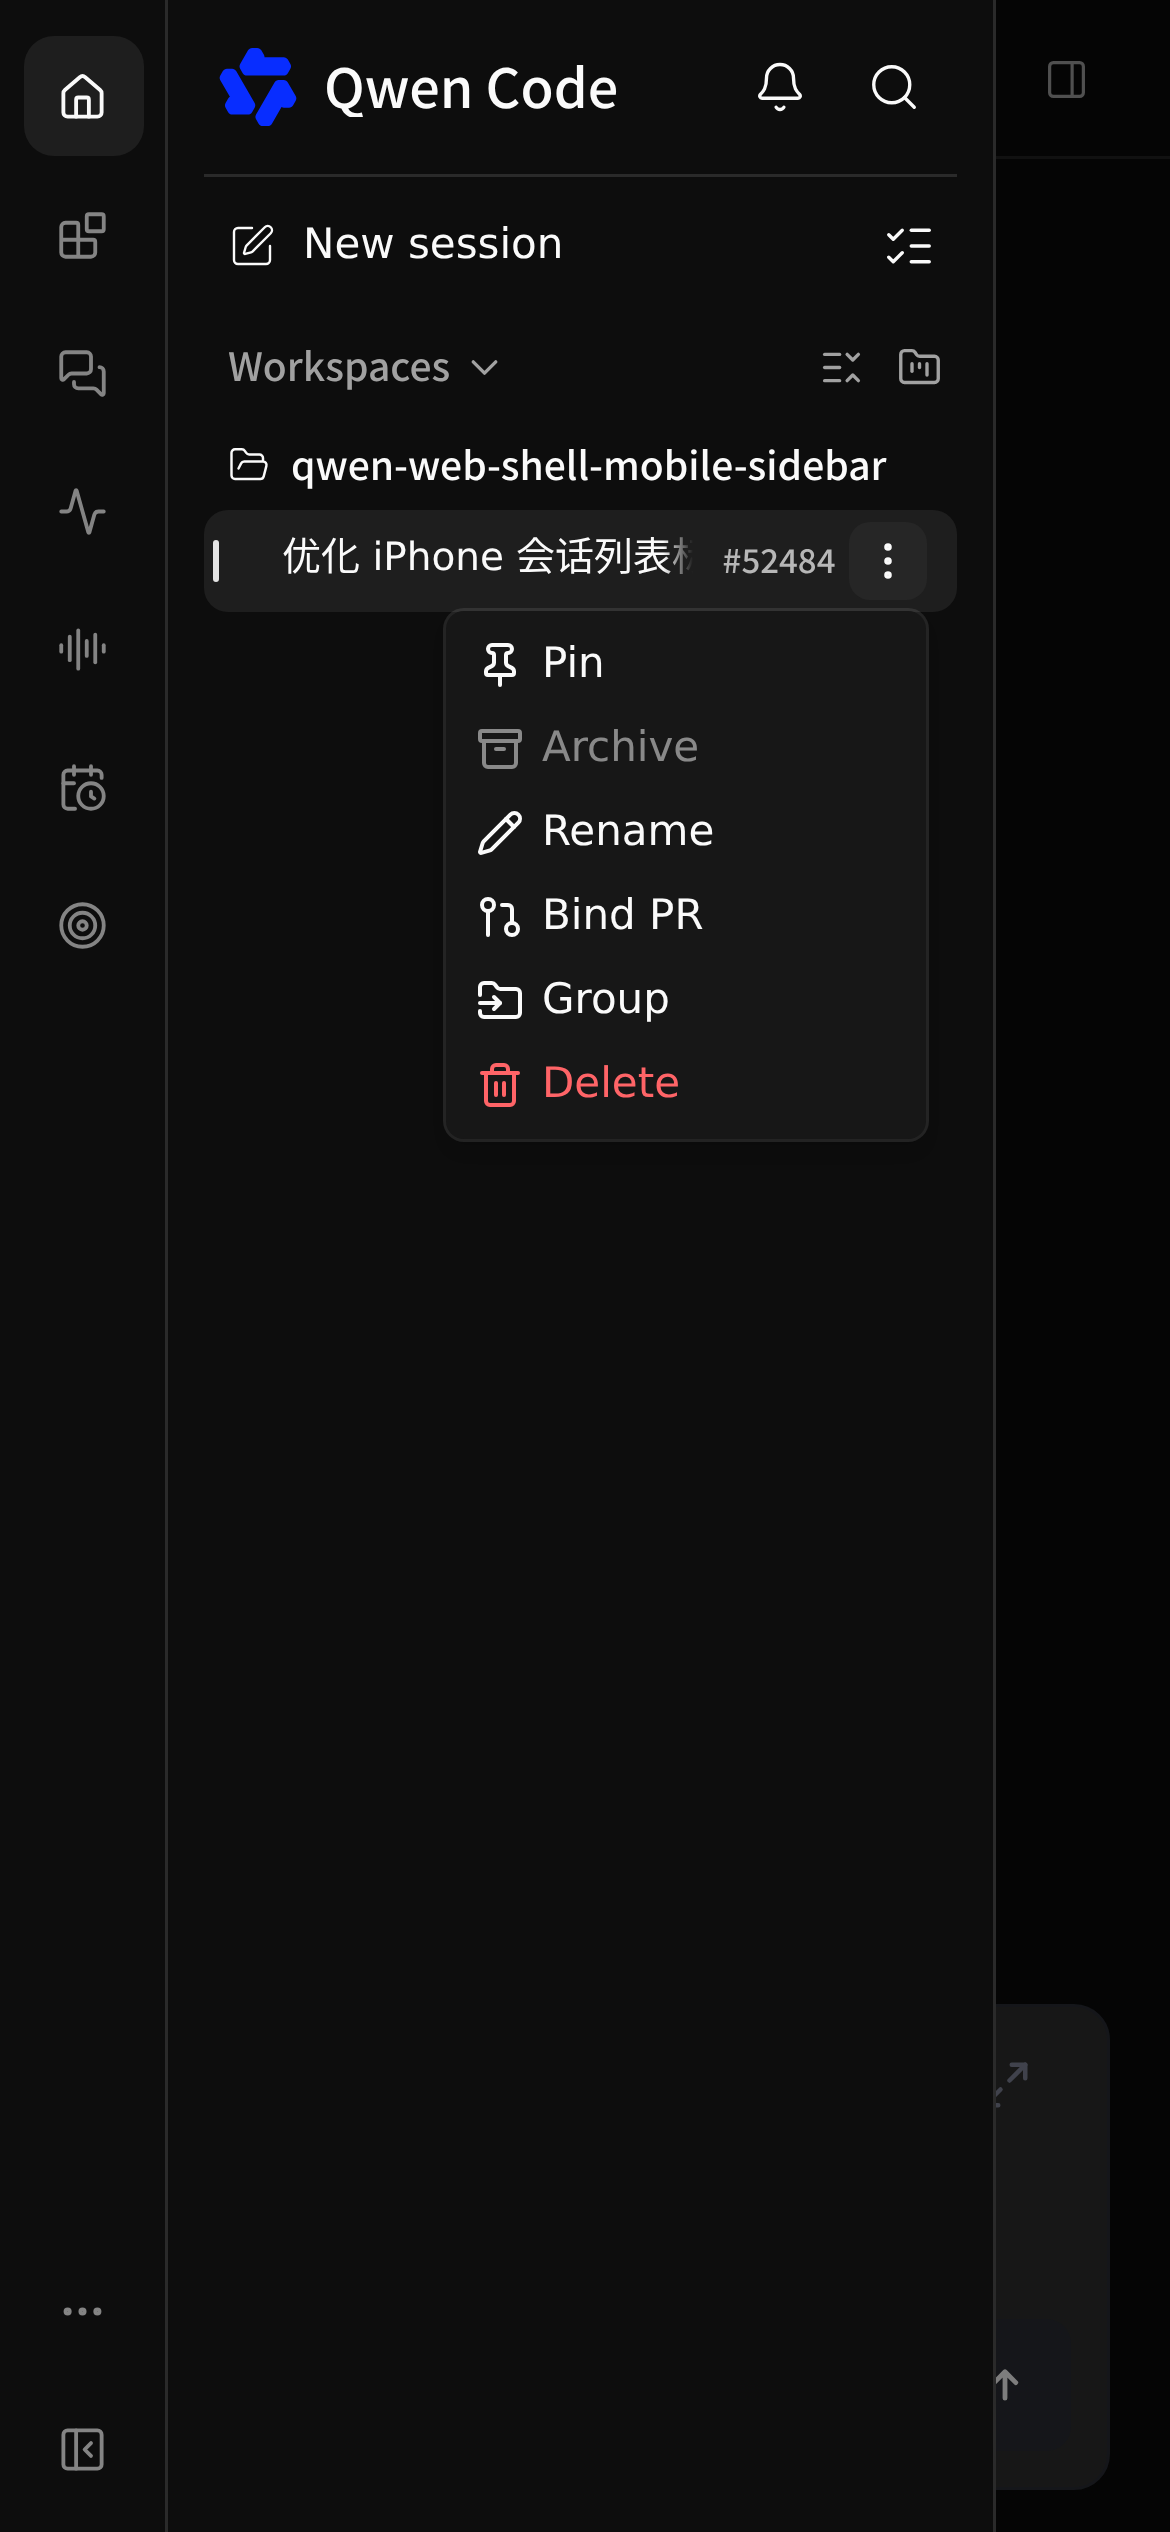 Qwen Code
New session
Workspaces
qwen-web-shell-mobile-sidebar
优化 iPhone 会话列表 #52484
Pin
Archive
Rename
Bind PR
Group
Delete